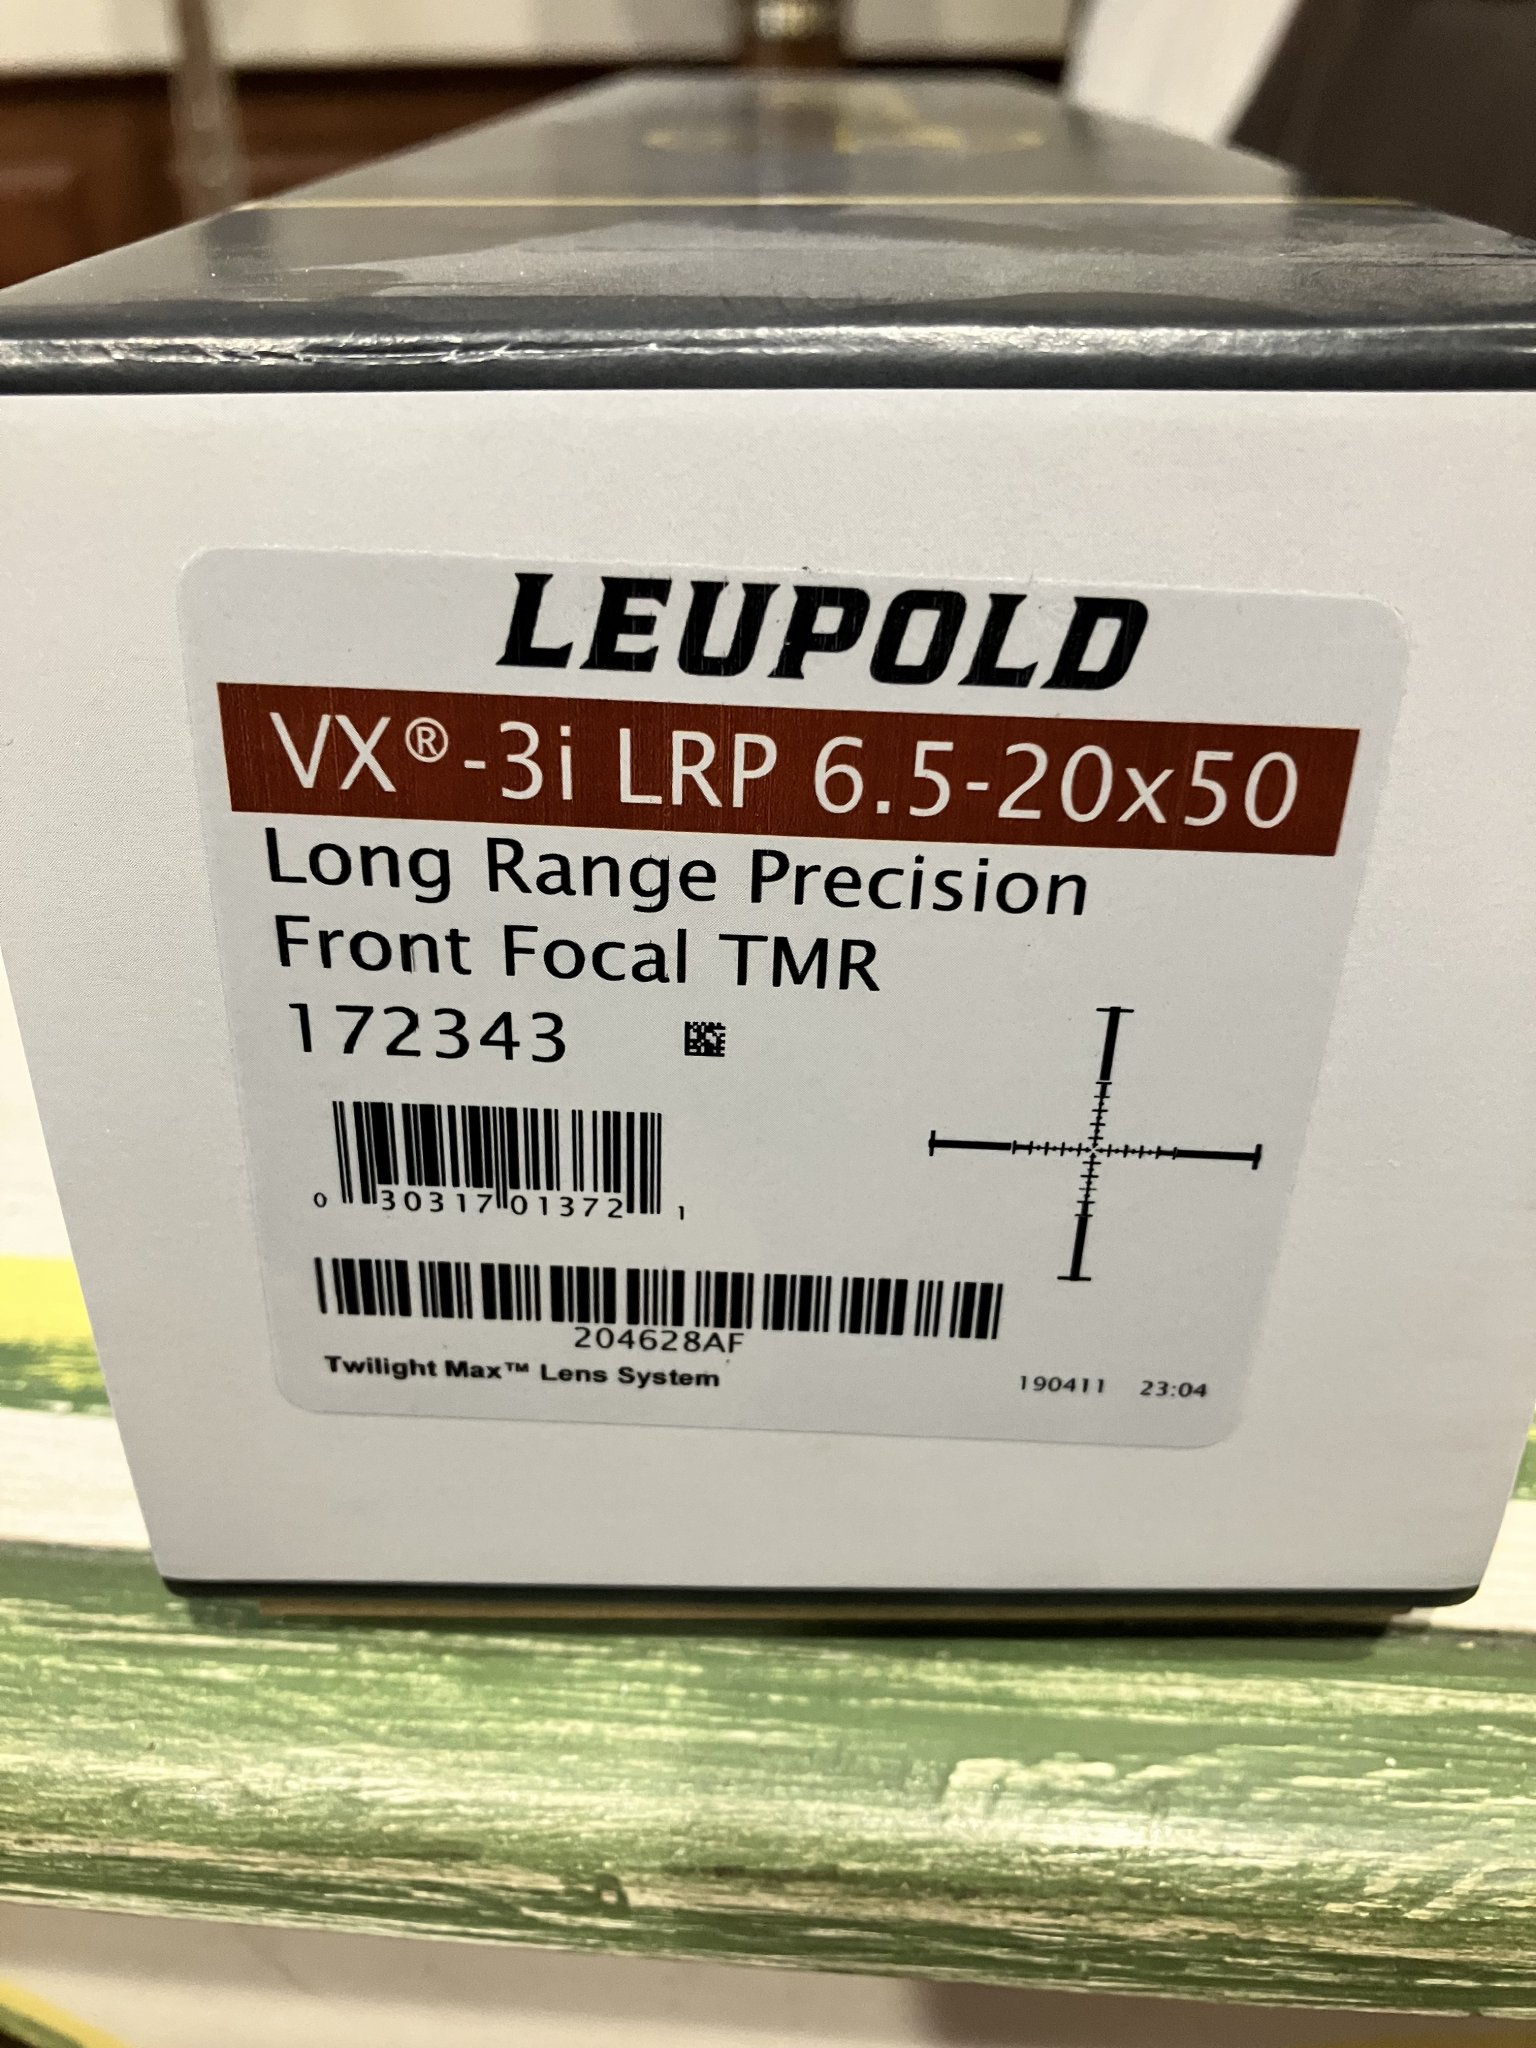 LEUPOLD
VX®-3i LRP 6.5-20x50
Long Range Precision
Front Focal TMR
172343
0 30317 01372 1
204628AF
Twilight Max™ Lens System
190411 23:04